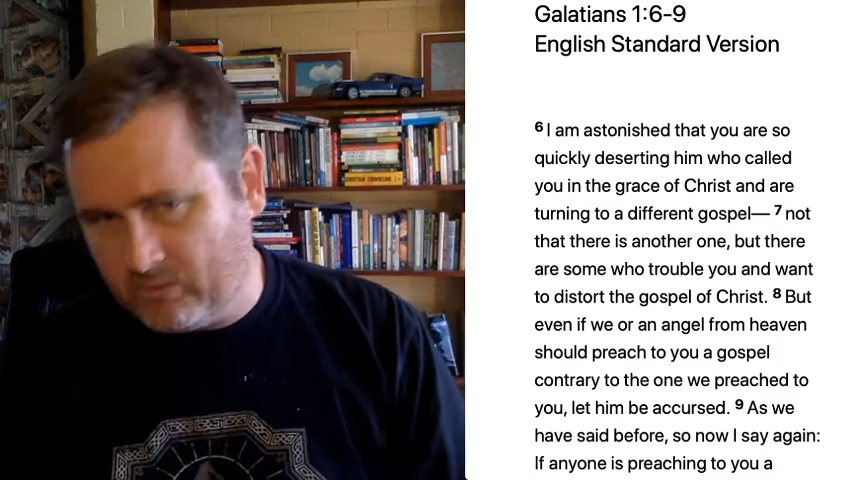 Galatians 1:6-9
English Standard Version
6 I am astonished that you are so
quickly deserting him who called
you in the grace of Christ and are
turning to a different gospel— 7 not
that there is another one, but there
are some who trouble you and want
to distort the gospel of Christ. 8 But
even if we or an angel from heaven
should preach to you a gospel
contrary to the one we preached to
you, let him be accursed. 9 As we
have said before, so now I say again:
If anyone is preaching to you a
CHRISTIAN COUNSELING